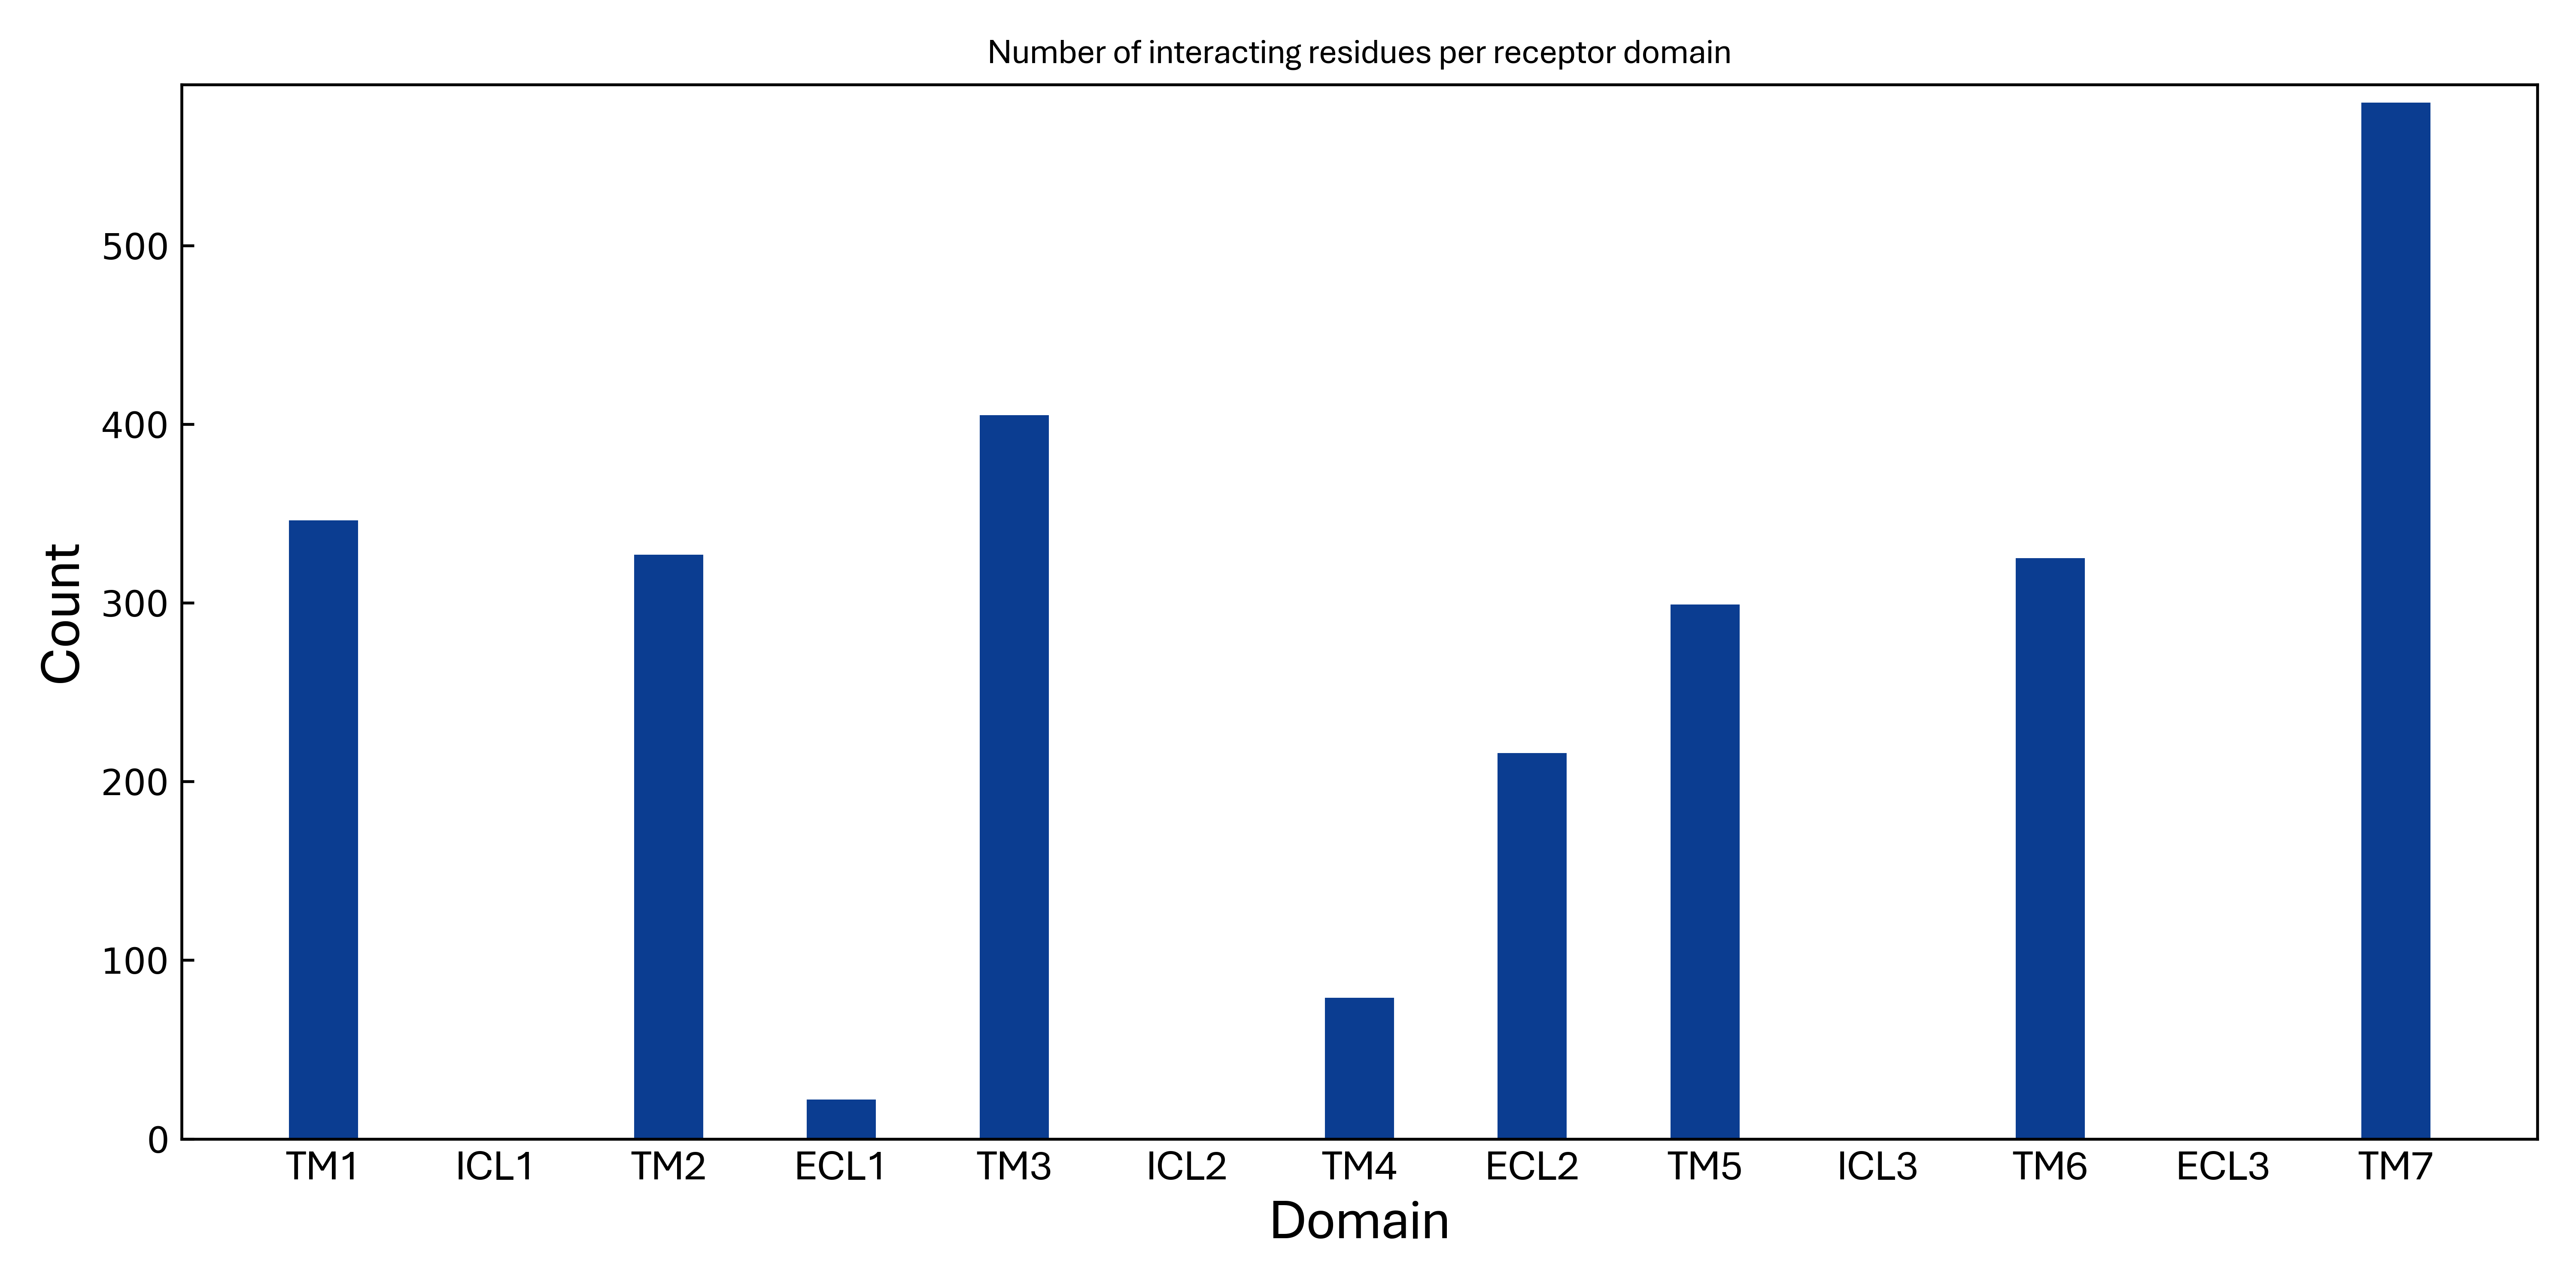 Number of interacting residues per receptor domain
Count
500
400
300
200
100
0
TM1 ICL1 TM2 ECL1 TM3 ICL2 TM4 ECL2 TM5 ICL3 TM6 ECL3 TM7
Domain